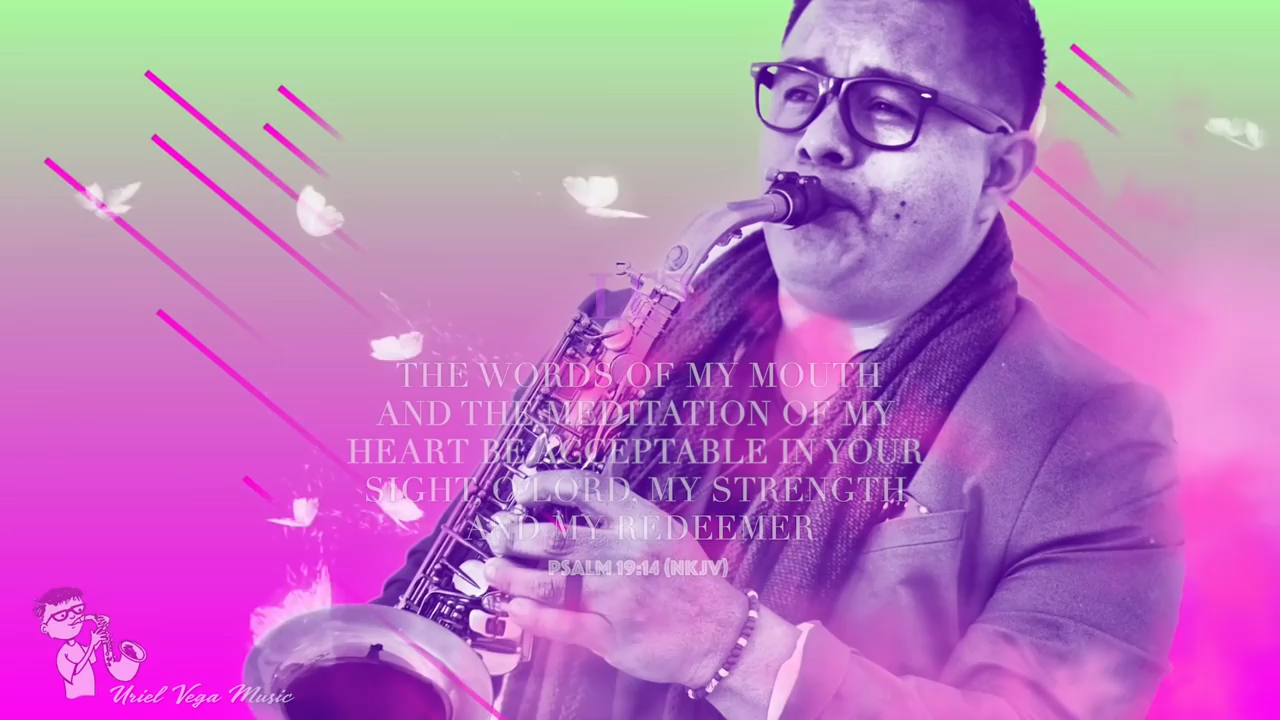 THE WORDS OF MY MOUTH
AND THE MEDITATION OF MY
HEART BE ACCEPTABLE IN YOUR
SIGHT, O LORD, MY STRENGTH
AND MY REDEEMER
PSALM 19:14 (NKJV)
Uriel Vega Music